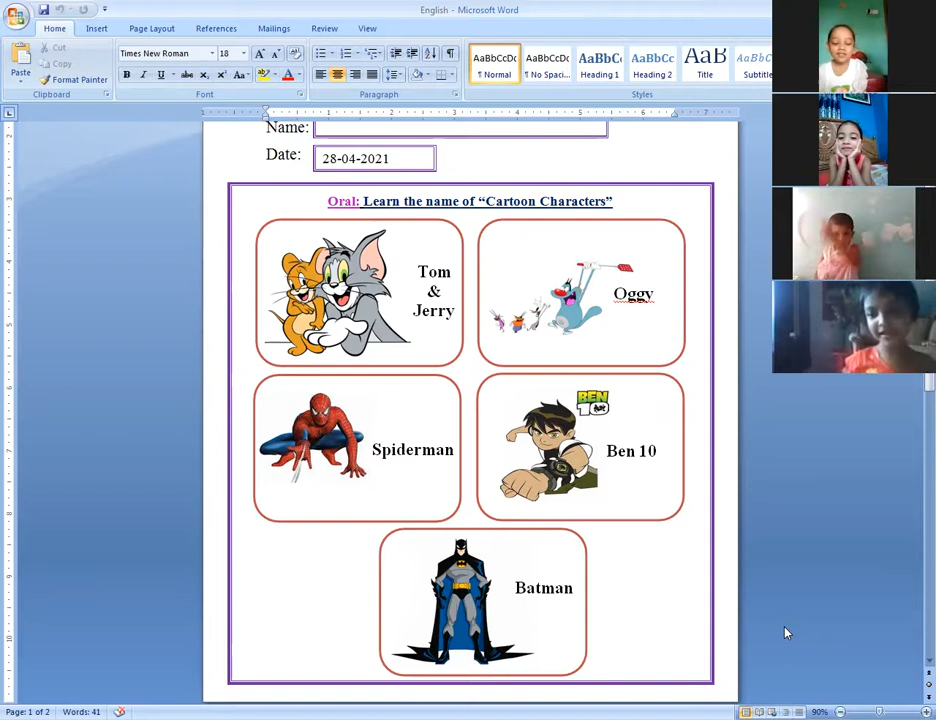 English - Microsoft Word
Home Insert Page Layout References Mailings Review View
Paste
Cut
Copy
Format Painter
Clipboard
Times New Roman 18
Font
Paragraph
AaBbCcDc AaBbCcDc AaBbC AaBbCc AaB AaBbC
¶ Normal ¶ No Spaci... Heading 1 Heading 2 Title Subtitle
Styles
Name:
Date: 28-04-2021
Oral: Learn the name of “Cartoon Characters”
Tom
&
Jerry
Oggy
Spiderman
BEN
10
Ben 10
Batman
Page: 1 of 2 Words: 41 90%